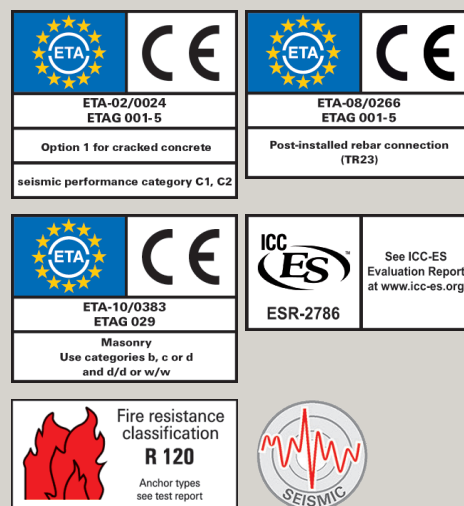 ETA
CE
ETA-02/0024
ETAG 001-5
Option 1 for cracked concrete
seismic performance category C1, C2
ETA
CE
ETA-08/0266
ETAG 001-5
Post-installed rebar connection
(TR23)
ETA
CE
ETA-10/0383
ETAG 029
Masonry
Use categories b, c or d
and d/d or w/w
ICC
ES
ESR-2786
See ICC-ES
Evaluation Report
at www.icc-es.org
Fire resistance
classification
R 120
Anchor types
see test report
SEISMIC